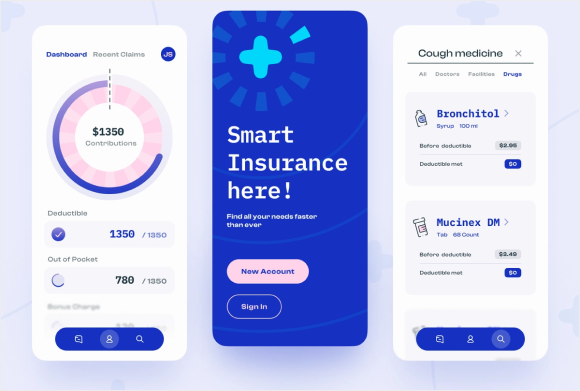 Dashboard Recent Claims JS
$1350
Contributions
Deductible
1350 / 1350
Out of Pocket
780 / 1350
Bonus Charge
Smart
Insurance
here!
Find all your needs faster
than ever
New Account
Sign In
Cough medicine
All Doctors Facilities Drugs
Bronchitol
Syrup 100 ml
Before deductible $2.95
Deductible met $0
Mucinex DM
Tab 68 Count
Before deductible $3.49
Deductible met $0